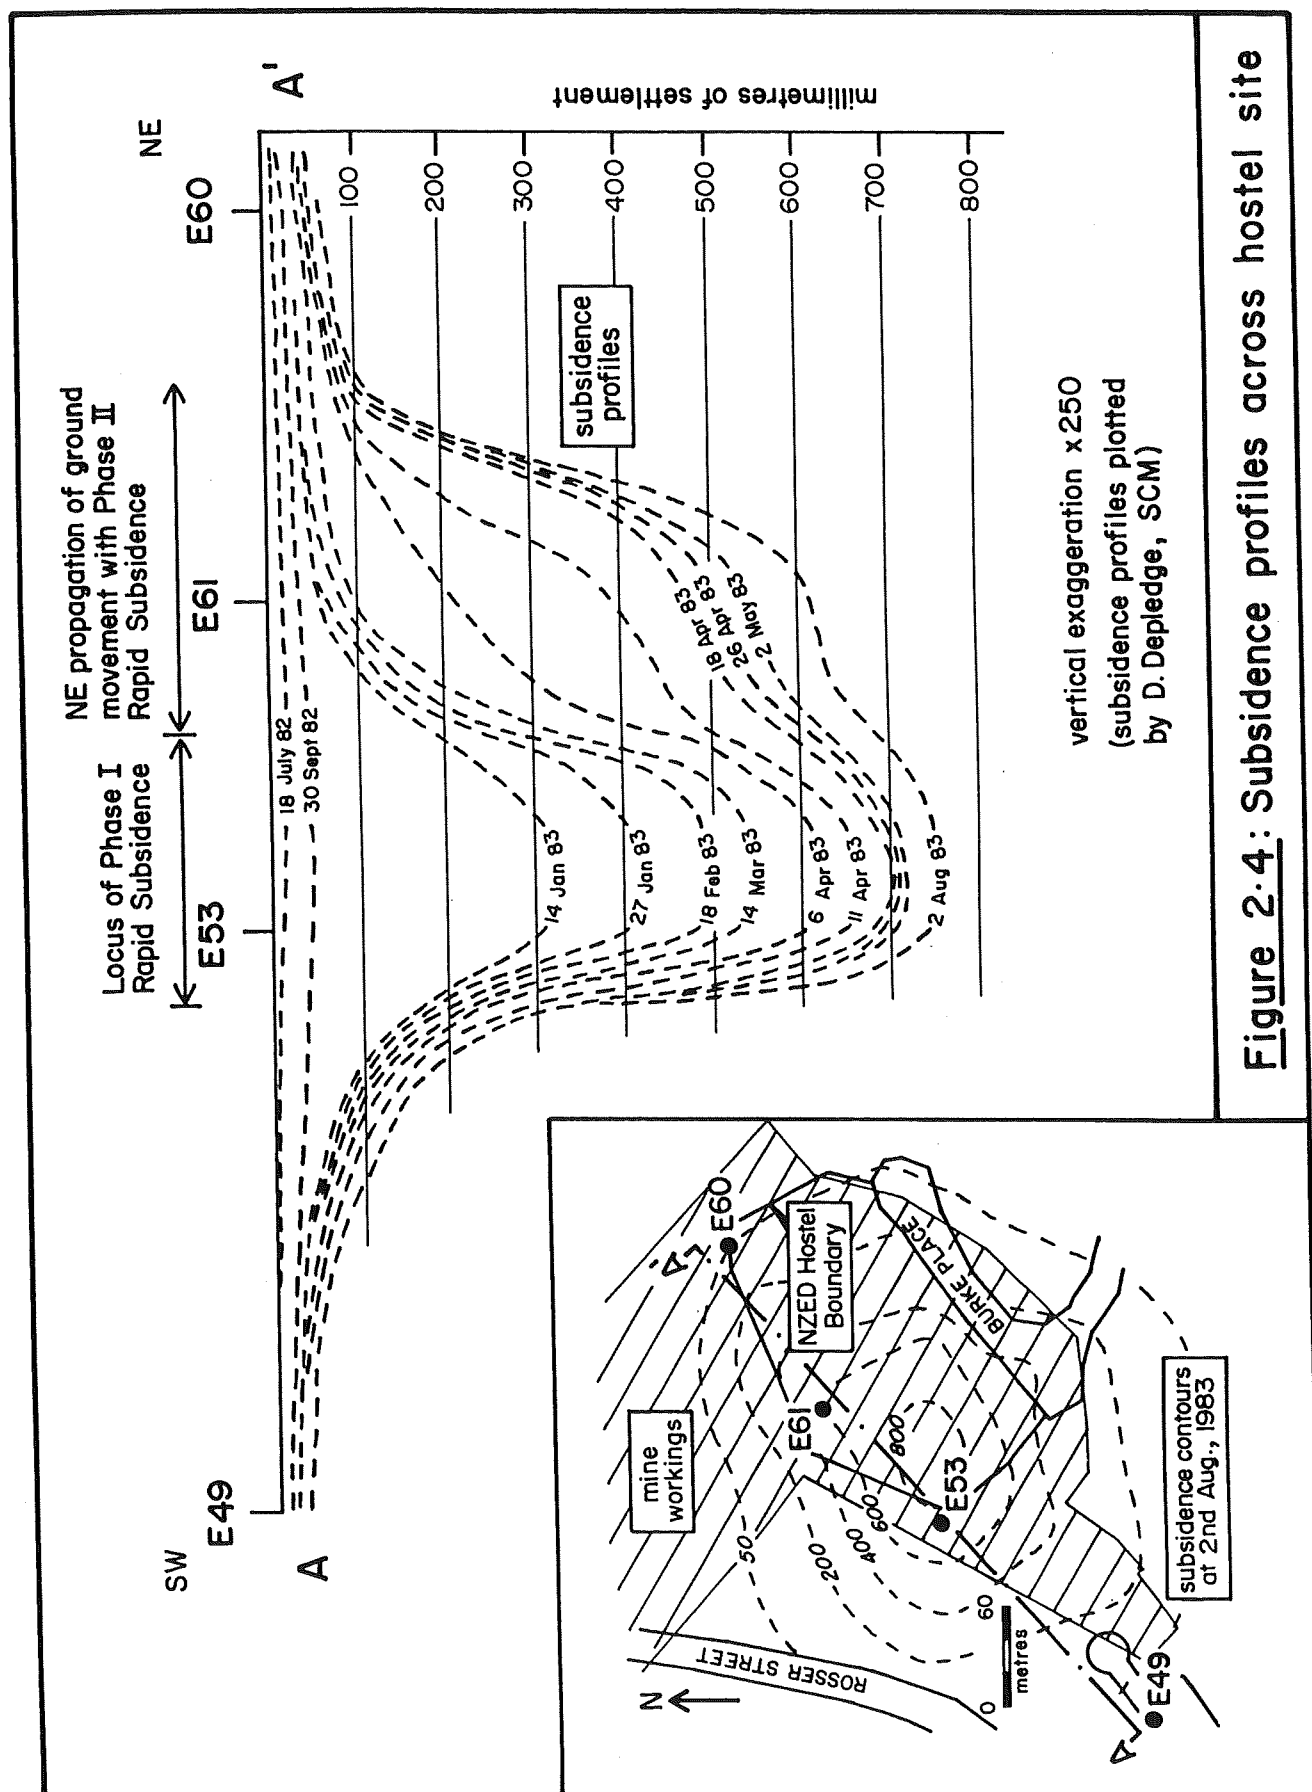 SW
NE
A
A'
E49
E53
E61
E60
Locus of Phase I
Rapid Subsidence
NE propagation of ground
movement with Phase II
Rapid Subsidence
18 July 82
30 Sept 82
14 Jan 83
27 Jan 83
18 Feb 83
14 Mar 83
6 Apr 83
11 Apr 83
2 Aug 83
18 Apr 83
26 Apr 83
2 May 83
subsidence
profiles
100
200
300
400
500
600
700
800
millimetres of settlement
vertical exaggeration x250
(subsidence profiles plotted
by D. Depledge, SCM)
N
ROSSER STREET
mine
workings
50
200
400
600
800
E61
E53
E60
E49
A
A'
NZED Hostel
Boundary
BURKE PLACE
0
60
metres
subsidence contours
at 2nd Aug., 1983
Figure 2·4: Subsidence profiles across hostel site